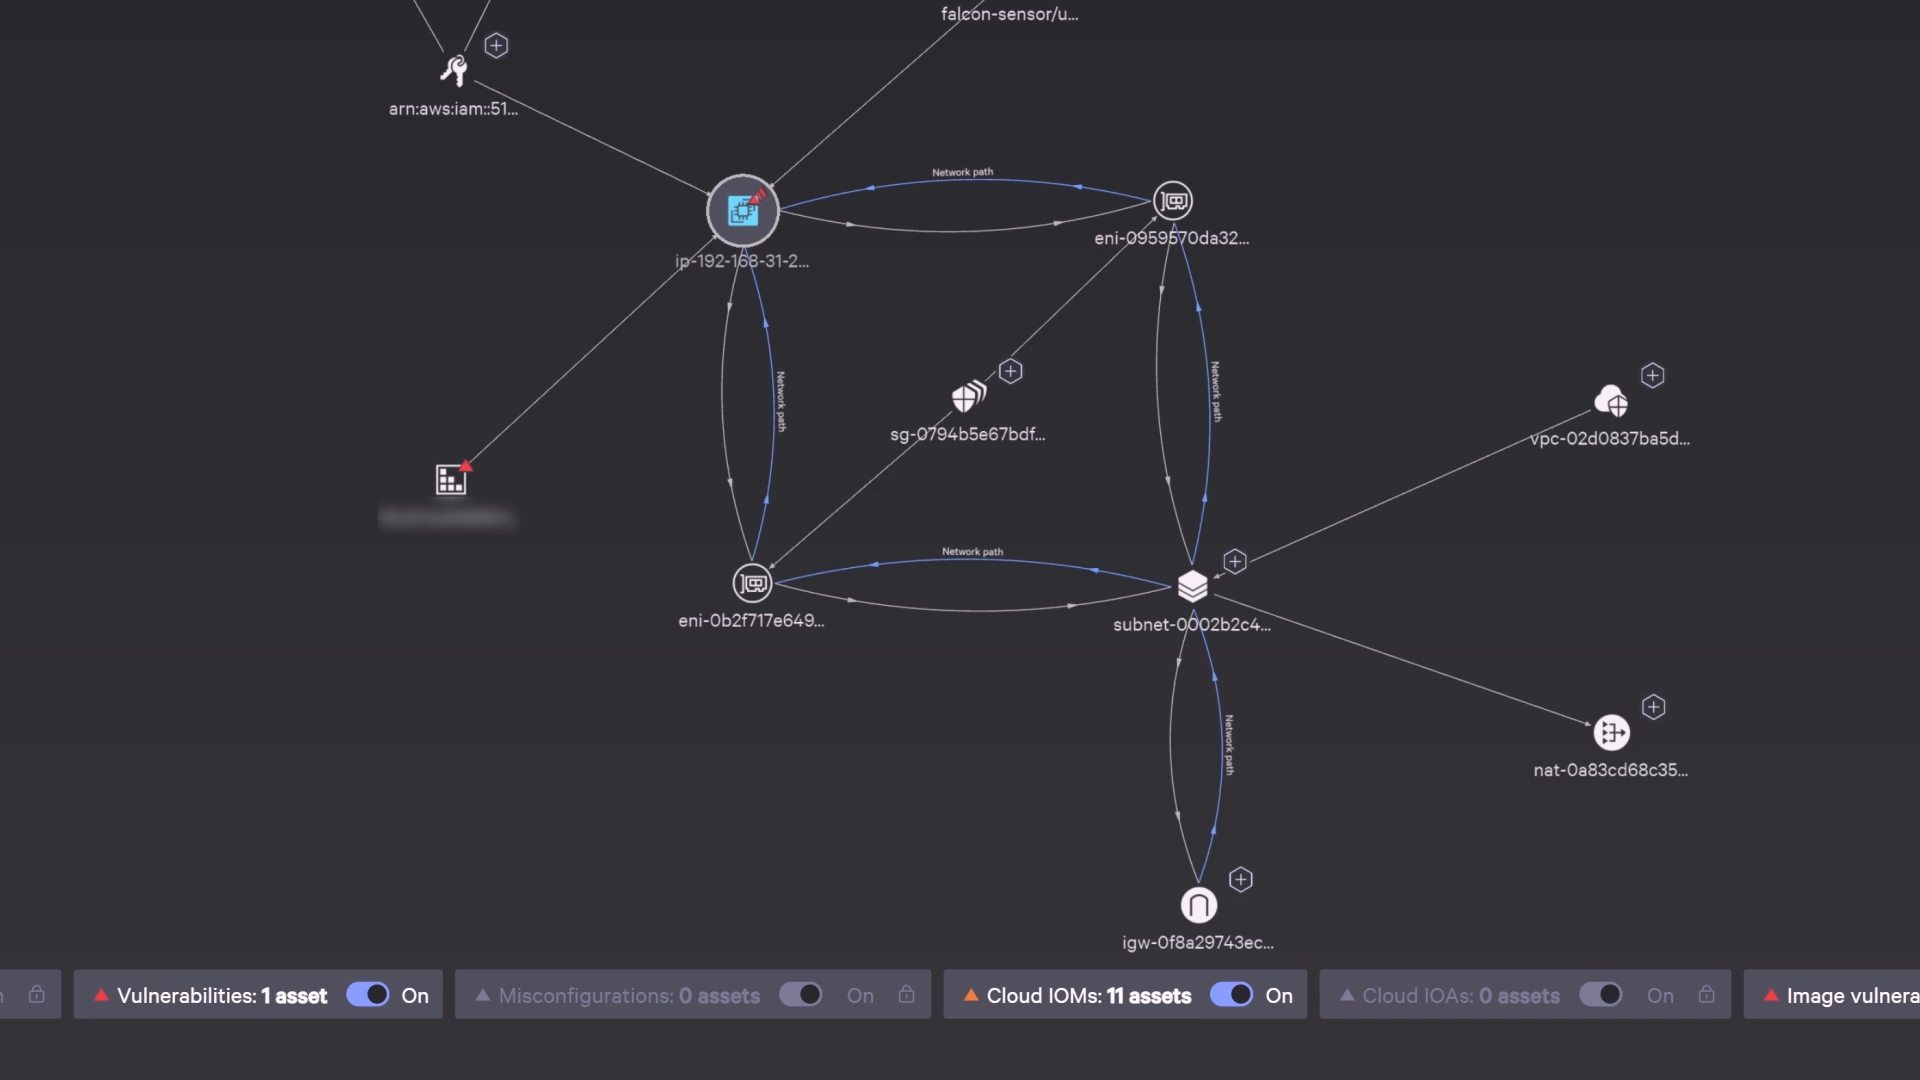 falcon-sensor/u...
arn:aws:iam::51...
Network path
ip-192-168-31-2...
eni-0959570da32...
Network path
Network path
sg-0794b5e67bdf...
vpc-02d0837ba5d...
Network path
eni-0b2f717e649...
subnet-0002b2c4...
Network path
nat-0a83cd68c35...
igw-0f8a29743ec...
Vulnerabilities: 1 asset On
Misconfigurations: 0 assets On
Cloud IOMs: 11 assets On
Cloud IOAs: 0 assets On
Image vulnera